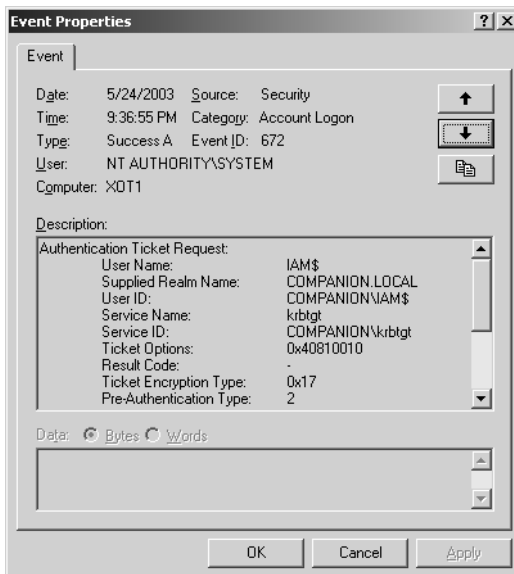 Event Properties
Event
Date: 5/24/2003 Source: Security
Time: 9:36:55 PM Category: Account Logon
Type: Success A Event ID: 672
User: NT AUTHORITY\SYSTEM
Computer: XOT1
Description:
Authentication Ticket Request:
User Name: IAM$
Supplied Realm Name: COMPANION.LOCAL
User ID: COMPANION\IAM$
Service Name: krbtgt
Service ID: COMPANION\krbtgt
Ticket Options: 0x40810010
Result Code: -
Ticket Encryption Type: 0x17
Pre-Authentication Type: 2
Data: Bytes Words
OK Cancel Apply